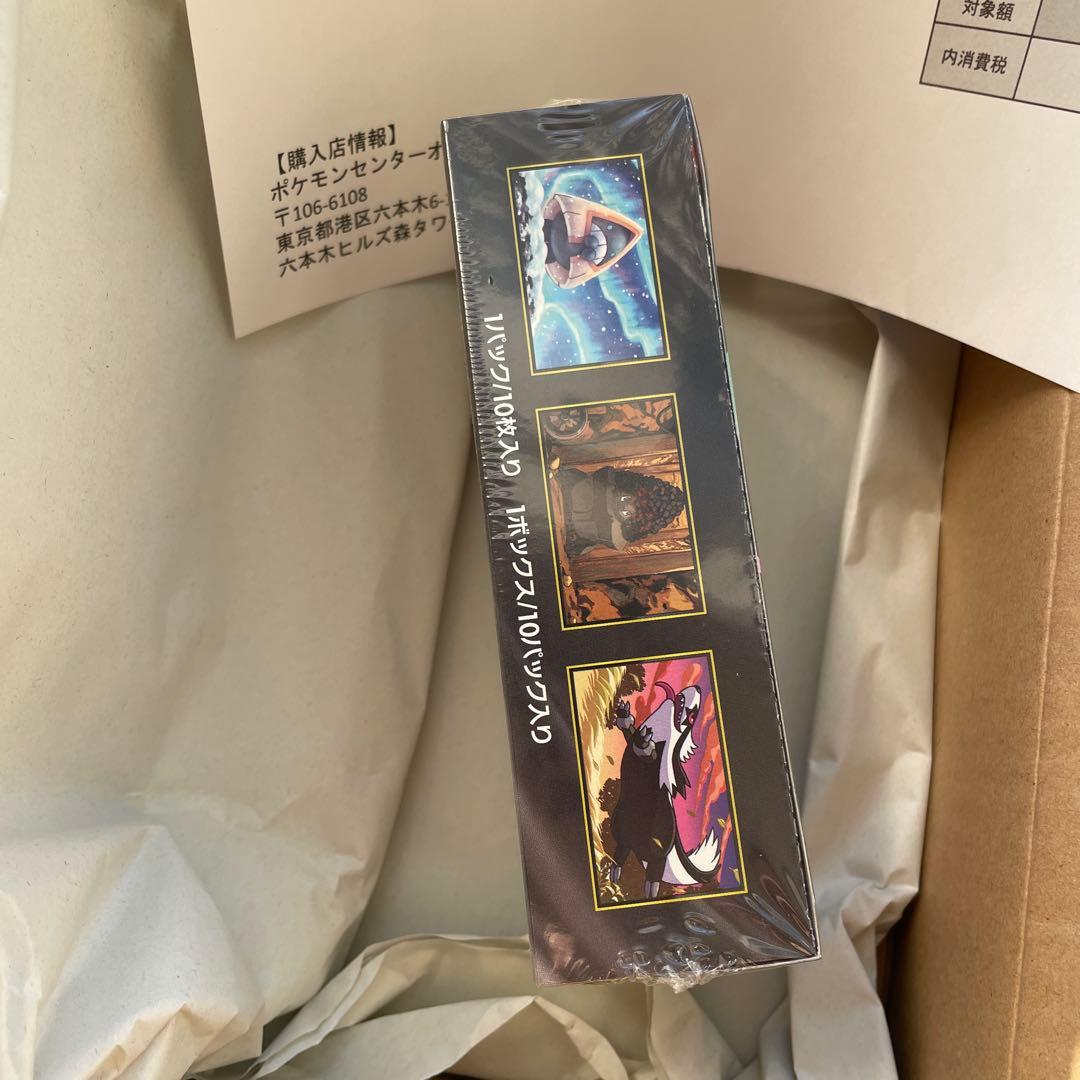 対象額
内消費税
【購入店情報】
ポケモンセンターオ
〒106-6108
東京都港区六本木6-
六本木ヒルズ森タワ
1パック/10枚入り 1ボックス/10パック入り